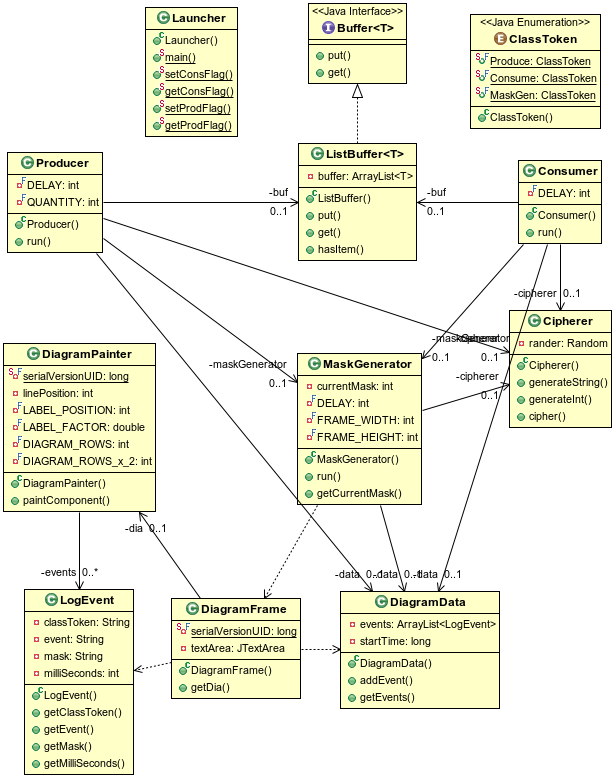 Launcher
Launcher()
main()
setConsFlag()
getConsFlag()
setProdFlag()
getProdFlag()
<<Java Interface>>
Buffer<T>
put()
get()
<<Java Enumeration>>
ClassToken
Produce: ClassToken
Consume: ClassToken
MaskGen: ClassToken
ClassToken()
Producer
DELAY: int
QUANTITY: int
Producer()
run()
-buf
0..1
ListBuffer<T>
buffer: ArrayList<T>
ListBuffer()
put()
get()
hasItem()
-buf
0..1
Consumer
DELAY: int
Consumer()
run()
-cipherer 0..1
Cipherer
rander: Random
Cipherer()
generateString()
generateInt()
cipher()
-maskGenerator
0..1
0..1
-cipherer
0..1
-maskGenerator
0..1
DiagramPainter
serialVersionUID: long
linePosition: int
LABEL_POSITION: int
LABEL_FACTOR: double
DIAGRAM_ROWS: int
DIAGRAM_ROWS_x_2: int
DiagramPainter()
paintComponent()
MaskGenerator
currentMask: int
DELAY: int
FRAME_WIDTH: int
FRAME_HEIGHT: int
MaskGenerator()
run()
getCurrentMask()
-dia 0..1
-events 0..*
-data 0..1
-data 0..1
-data 0..1
LogEvent
classToken: String
event: String
mask: String
milliSeconds: int
LogEvent()
getClassToken()
getEvent()
getMask()
getMilliSeconds()
DiagramFrame
serialVersionUID: long
textArea: JTextArea
DiagramFrame()
getDia()
DiagramData
events: ArrayList<LogEvent>
startTime: long
DiagramData()
addEvent()
getEvents()